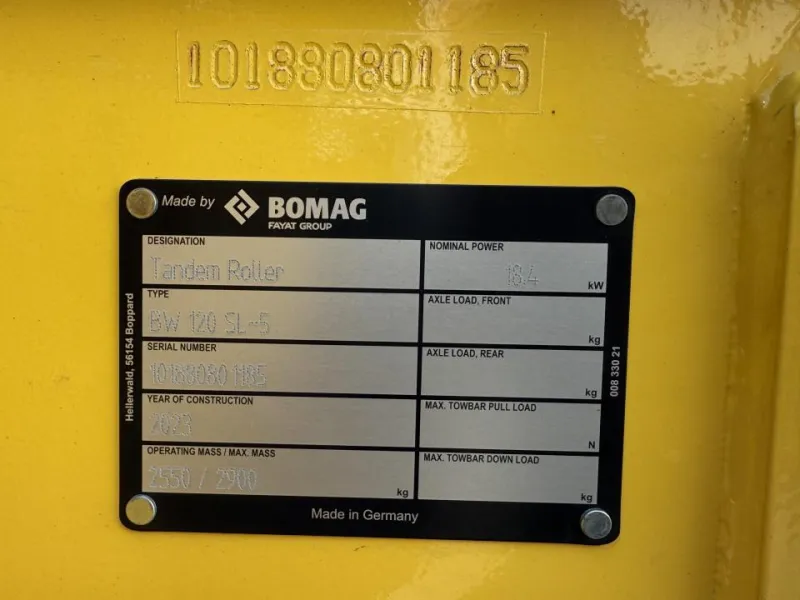 101880801185
Made by BOMAG
FAYAT GROUP
DESIGNATION
Tandem Roller
NOMINAL POWER
18.4 kW
TYPE
BW 120 SL-5
AXLE LOAD, FRONT
kg
SERIAL NUMBER
101880801185
AXLE LOAD, REAR
kg
YEAR OF CONSTRUCTION
2023
MAX. TOWBAR PULL LOAD
N
OPERATING MASS / MAX. MASS
2550 / 2900 kg
MAX. TOWBAR DOWN LOAD
kg
Made in Germany
Hellerwald, 56154 Boppard
008 330 21